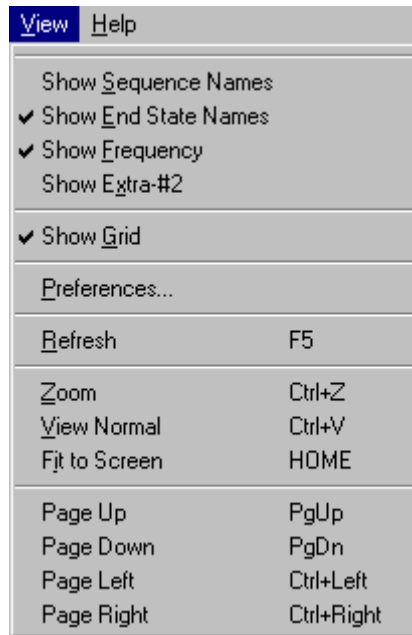 View Help
Show Sequence Names
✔ Show End State Names
✔ Show Frequency
Show Extra-#2
✔ Show Grid
Preferences...
Refresh F5
Zoom Ctrl+Z
View Normal Ctrl+V
Fit to Screen HOME
Page Up PgUp
Page Down PgDn
Page Left Ctrl+Left
Page Right Ctrl+Right